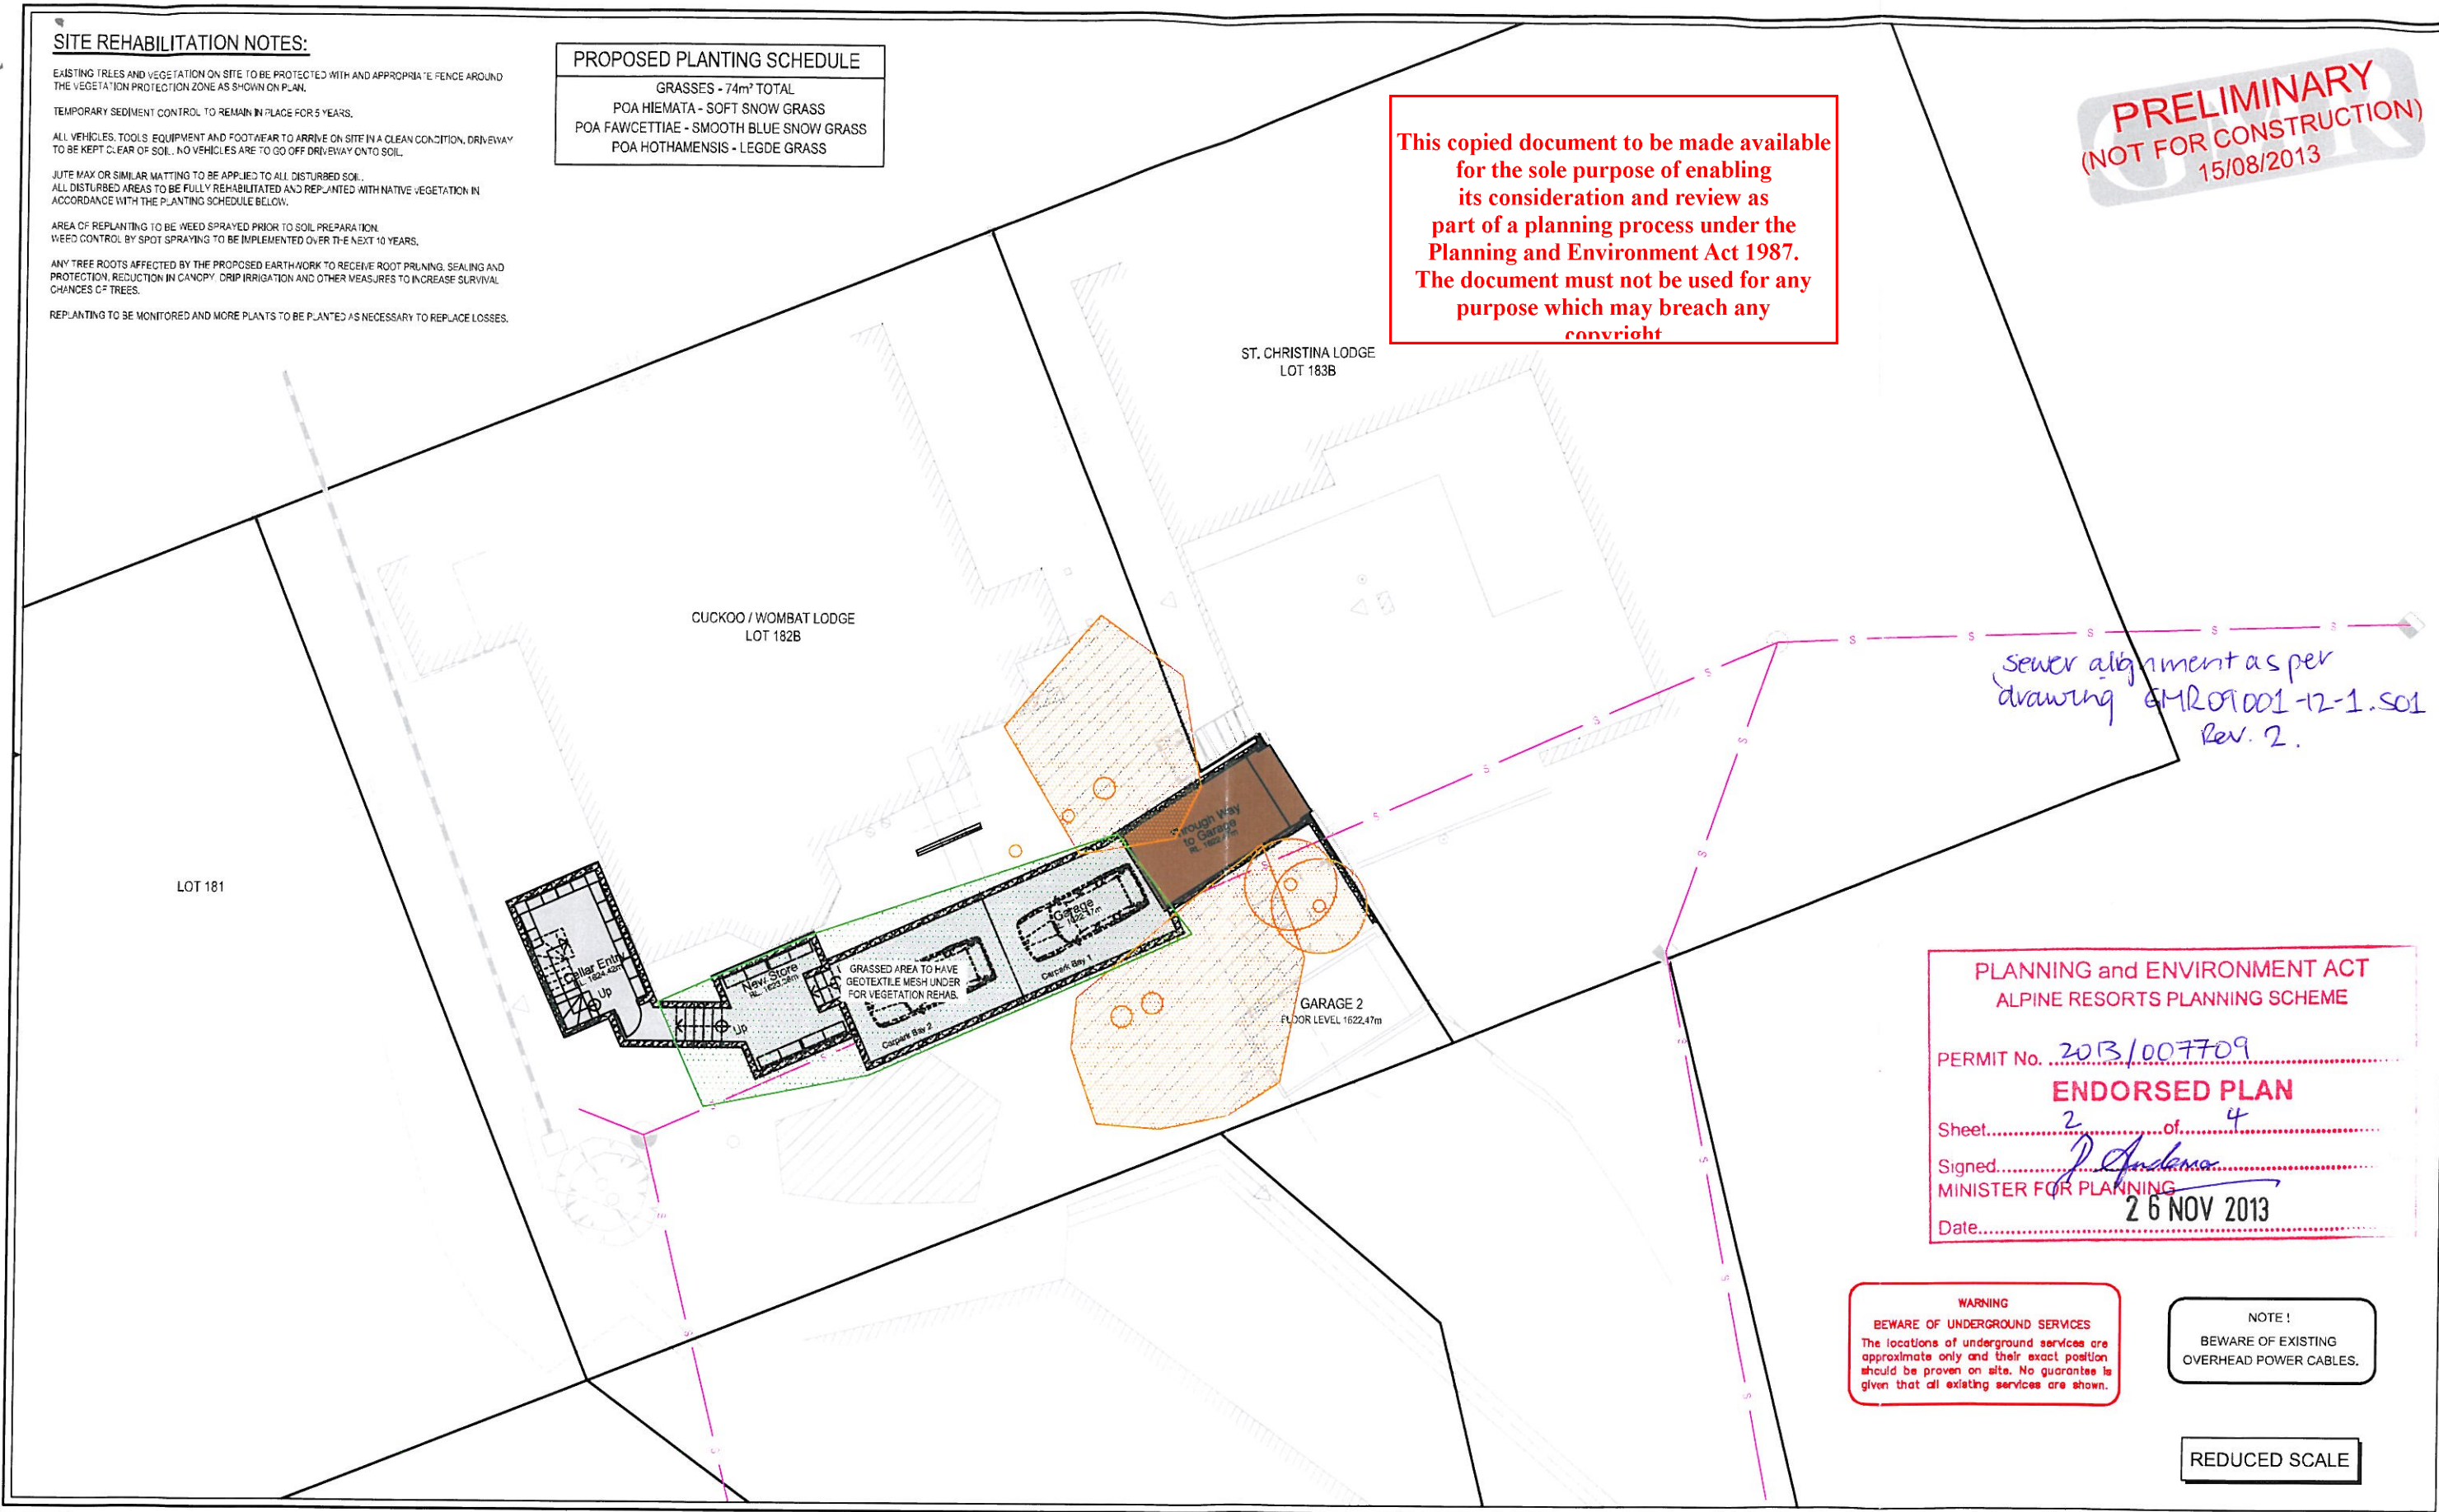 SITE REHABILITATION NOTES:
EXISTING TREES AND VEGETATION ON SITE TO BE PROTECTED WITH AND APPROPRIATE FENCE AROUND
THE VEGETATION PROTECTION ZONE AS SHOWN ON PLAN.
TEMPORARY SEDIMENT CONTROL TO REMAIN IN PLACE FOR 5 YEARS.
ALL VEHICLES, TOOLS, EQUIPMENT AND FOOTWEAR TO ARRIVE ON SITE IN A CLEAN CONDITION, DRIVEWAY
TO BE KEPT CLEAR OF SOIL. NO VEHICLES ARE TO GO OFF DRIVEWAY ONTO SOIL.
JUTE MAX OR SIMILAR MATTING TO BE APPLIED TO ALL DISTURBED SOIL.
ALL DISTURBED AREAS TO BE FULLY REHABILITATED AND REPLANTED WITH NATIVE VEGETATION IN
ACCORDANCE WITH THE PLANTING SCHEDULE BELOW.
AREA OF REPLANTING TO BE WEED SPRAYED PRIOR TO SOIL PREPARATION.
WEED CONTROL BY SPOT SPRAYING TO BE IMPLEMENTED OVER THE NEXT 10 YEARS.
ANY TREE ROOTS AFFECTED BY THE PROPOSED EARTHWORK TO RECEIVE ROOT PRUNING, SEALING AND
PROTECTION, REDUCTION IN CANOPY, DRIP IRRIGATION AND OTHER MEASURES TO INCREASE SURVIVAL
CHANCES OF TREES.
REPLANTING TO BE MONITORED AND MORE PLANTS TO BE PLANTED AS NECESSARY TO REPLACE LOSSES.
PROPOSED PLANTING SCHEDULE
GRASSES - 74m² TOTAL
POA HIEMATA - SOFT SNOW GRASS
POA FAWCETTIAE - SMOOTH BLUE SNOW GRASS
POA HOTHAMENSIS - LEGDE GRASS
This copied document to be made available
for the sole purpose of enabling
its consideration and review as
part of a planning process under the
Planning and Environment Act 1987.
The document must not be used for any
purpose which may breach any
copyright
PRELIMINARY
(NOT FOR CONSTRUCTION)
15/08/2013
ST. CHRISTINA LODGE
LOT 183B
CUCKOO / WOMBAT LODGE
LOT 182B
LOT 181
sewer alignment as per
drawing GMR09001-12-1.S01
Rev. 2.
Through Way
to Garage
Garage
1622.47m
Carpark Bay 1
Carpark Bay 2
GRASSED AREA TO HAVE
GEOTEXTILE MESH UNDER
FOR VEGETATION REHAB.
New Store
Up
Cellar Entry
Up
GARAGE 2
FLOOR LEVEL 1622.47m
PLANNING and ENVIRONMENT ACT
ALPINE RESORTS PLANNING SCHEME
PERMIT No. 2013/007709
ENDORSED PLAN
Sheet 2 of 4
Signed
MINISTER FOR PLANNING
Date 26 NOV 2013
WARNING
BEWARE OF UNDERGROUND SERVICES
The locations of underground services are
approximate only and their exact position
should be proven on site. No guarantee is
given that all existing services are shown.
NOTE !
BEWARE OF EXISTING
OVERHEAD POWER CABLES.
REDUCED SCALE